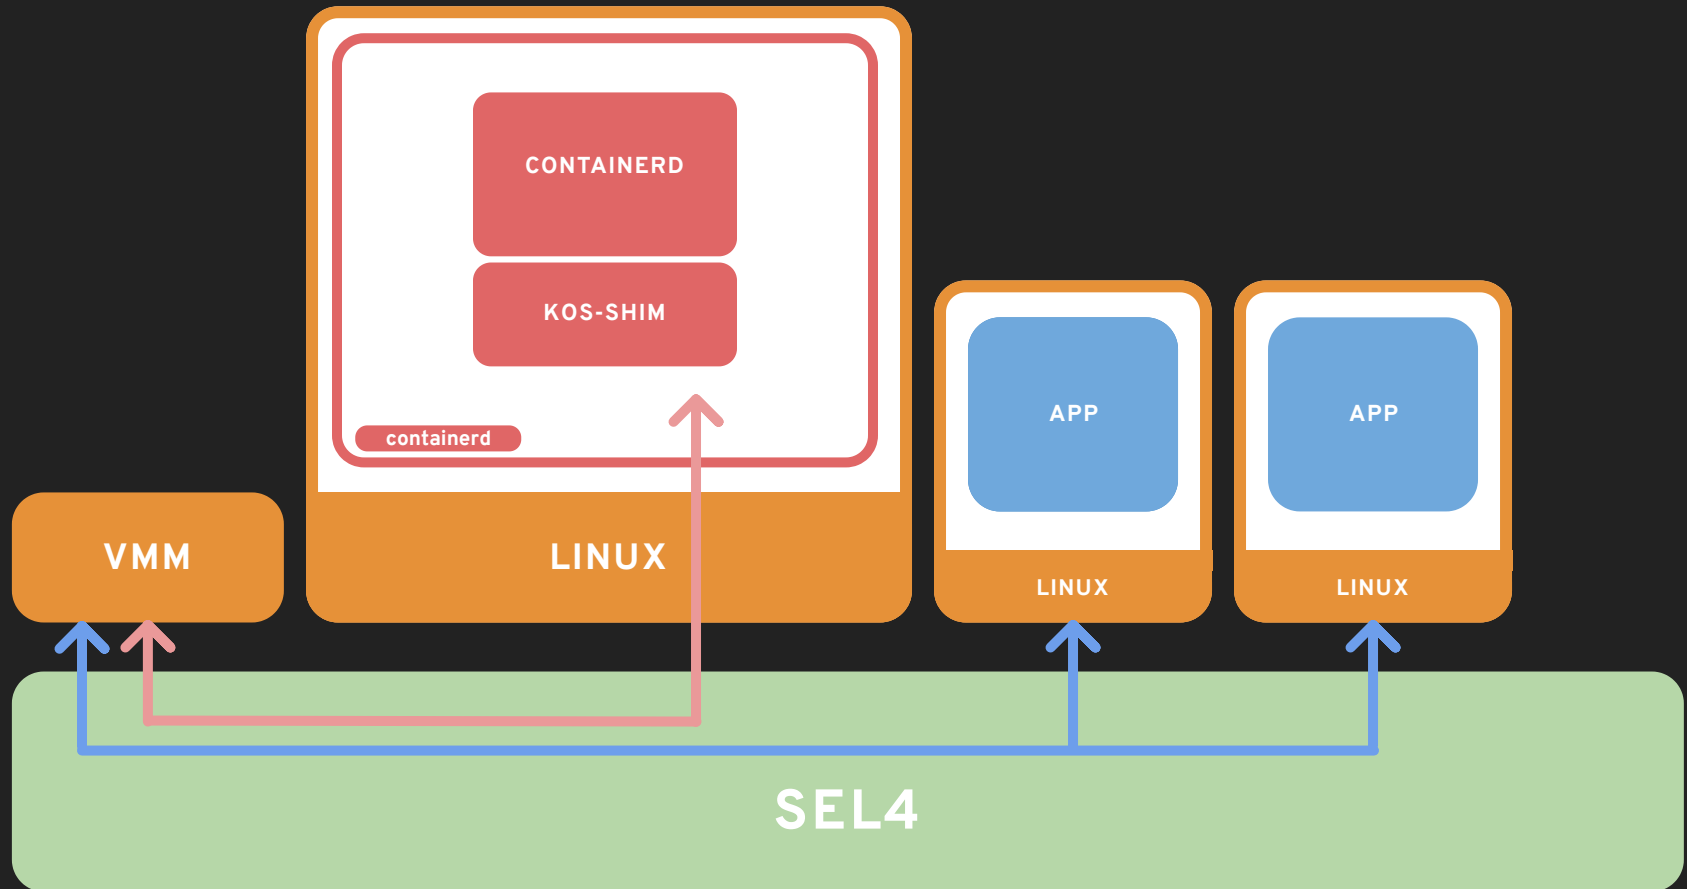 CONTAINERD
KOS-SHIM
containerd
VMM
LINUX
APP
LINUX
APP
LINUX
SEL4